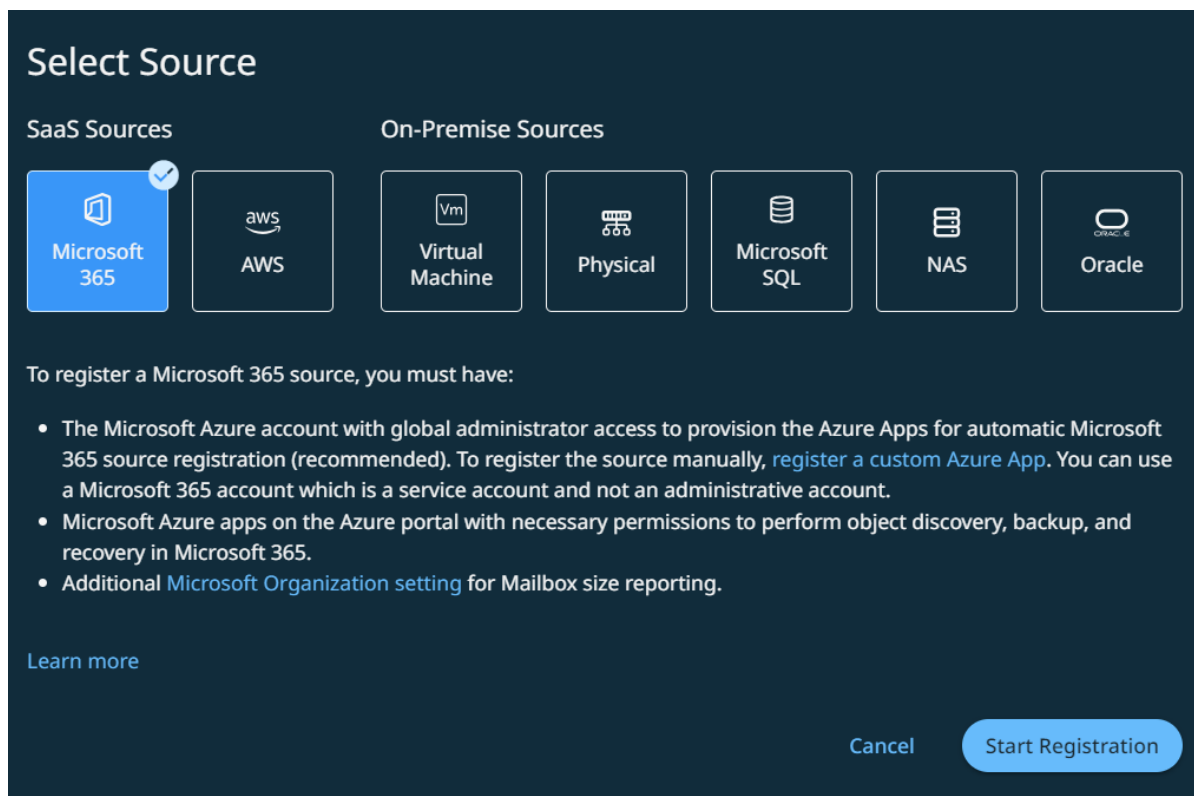 Select Source
SaaS Sources
On-Premise Sources
Microsoft
365
aws
AWS
Vm
Virtual
Machine
Physical
Microsoft
SQL
NAS
ORACLE
Oracle
To register a Microsoft 365 source, you must have:
• The Microsoft Azure account with global administrator access to provision the Azure Apps for automatic Microsoft
365 source registration (recommended). To register the source manually, register a custom Azure App. You can use
a Microsoft 365 account which is a service account and not an administrative account.
• Microsoft Azure apps on the Azure portal with necessary permissions to perform object discovery, backup, and
recovery in Microsoft 365.
• Additional Microsoft Organization setting for Mailbox size reporting.
Learn more
Cancel
Start Registration